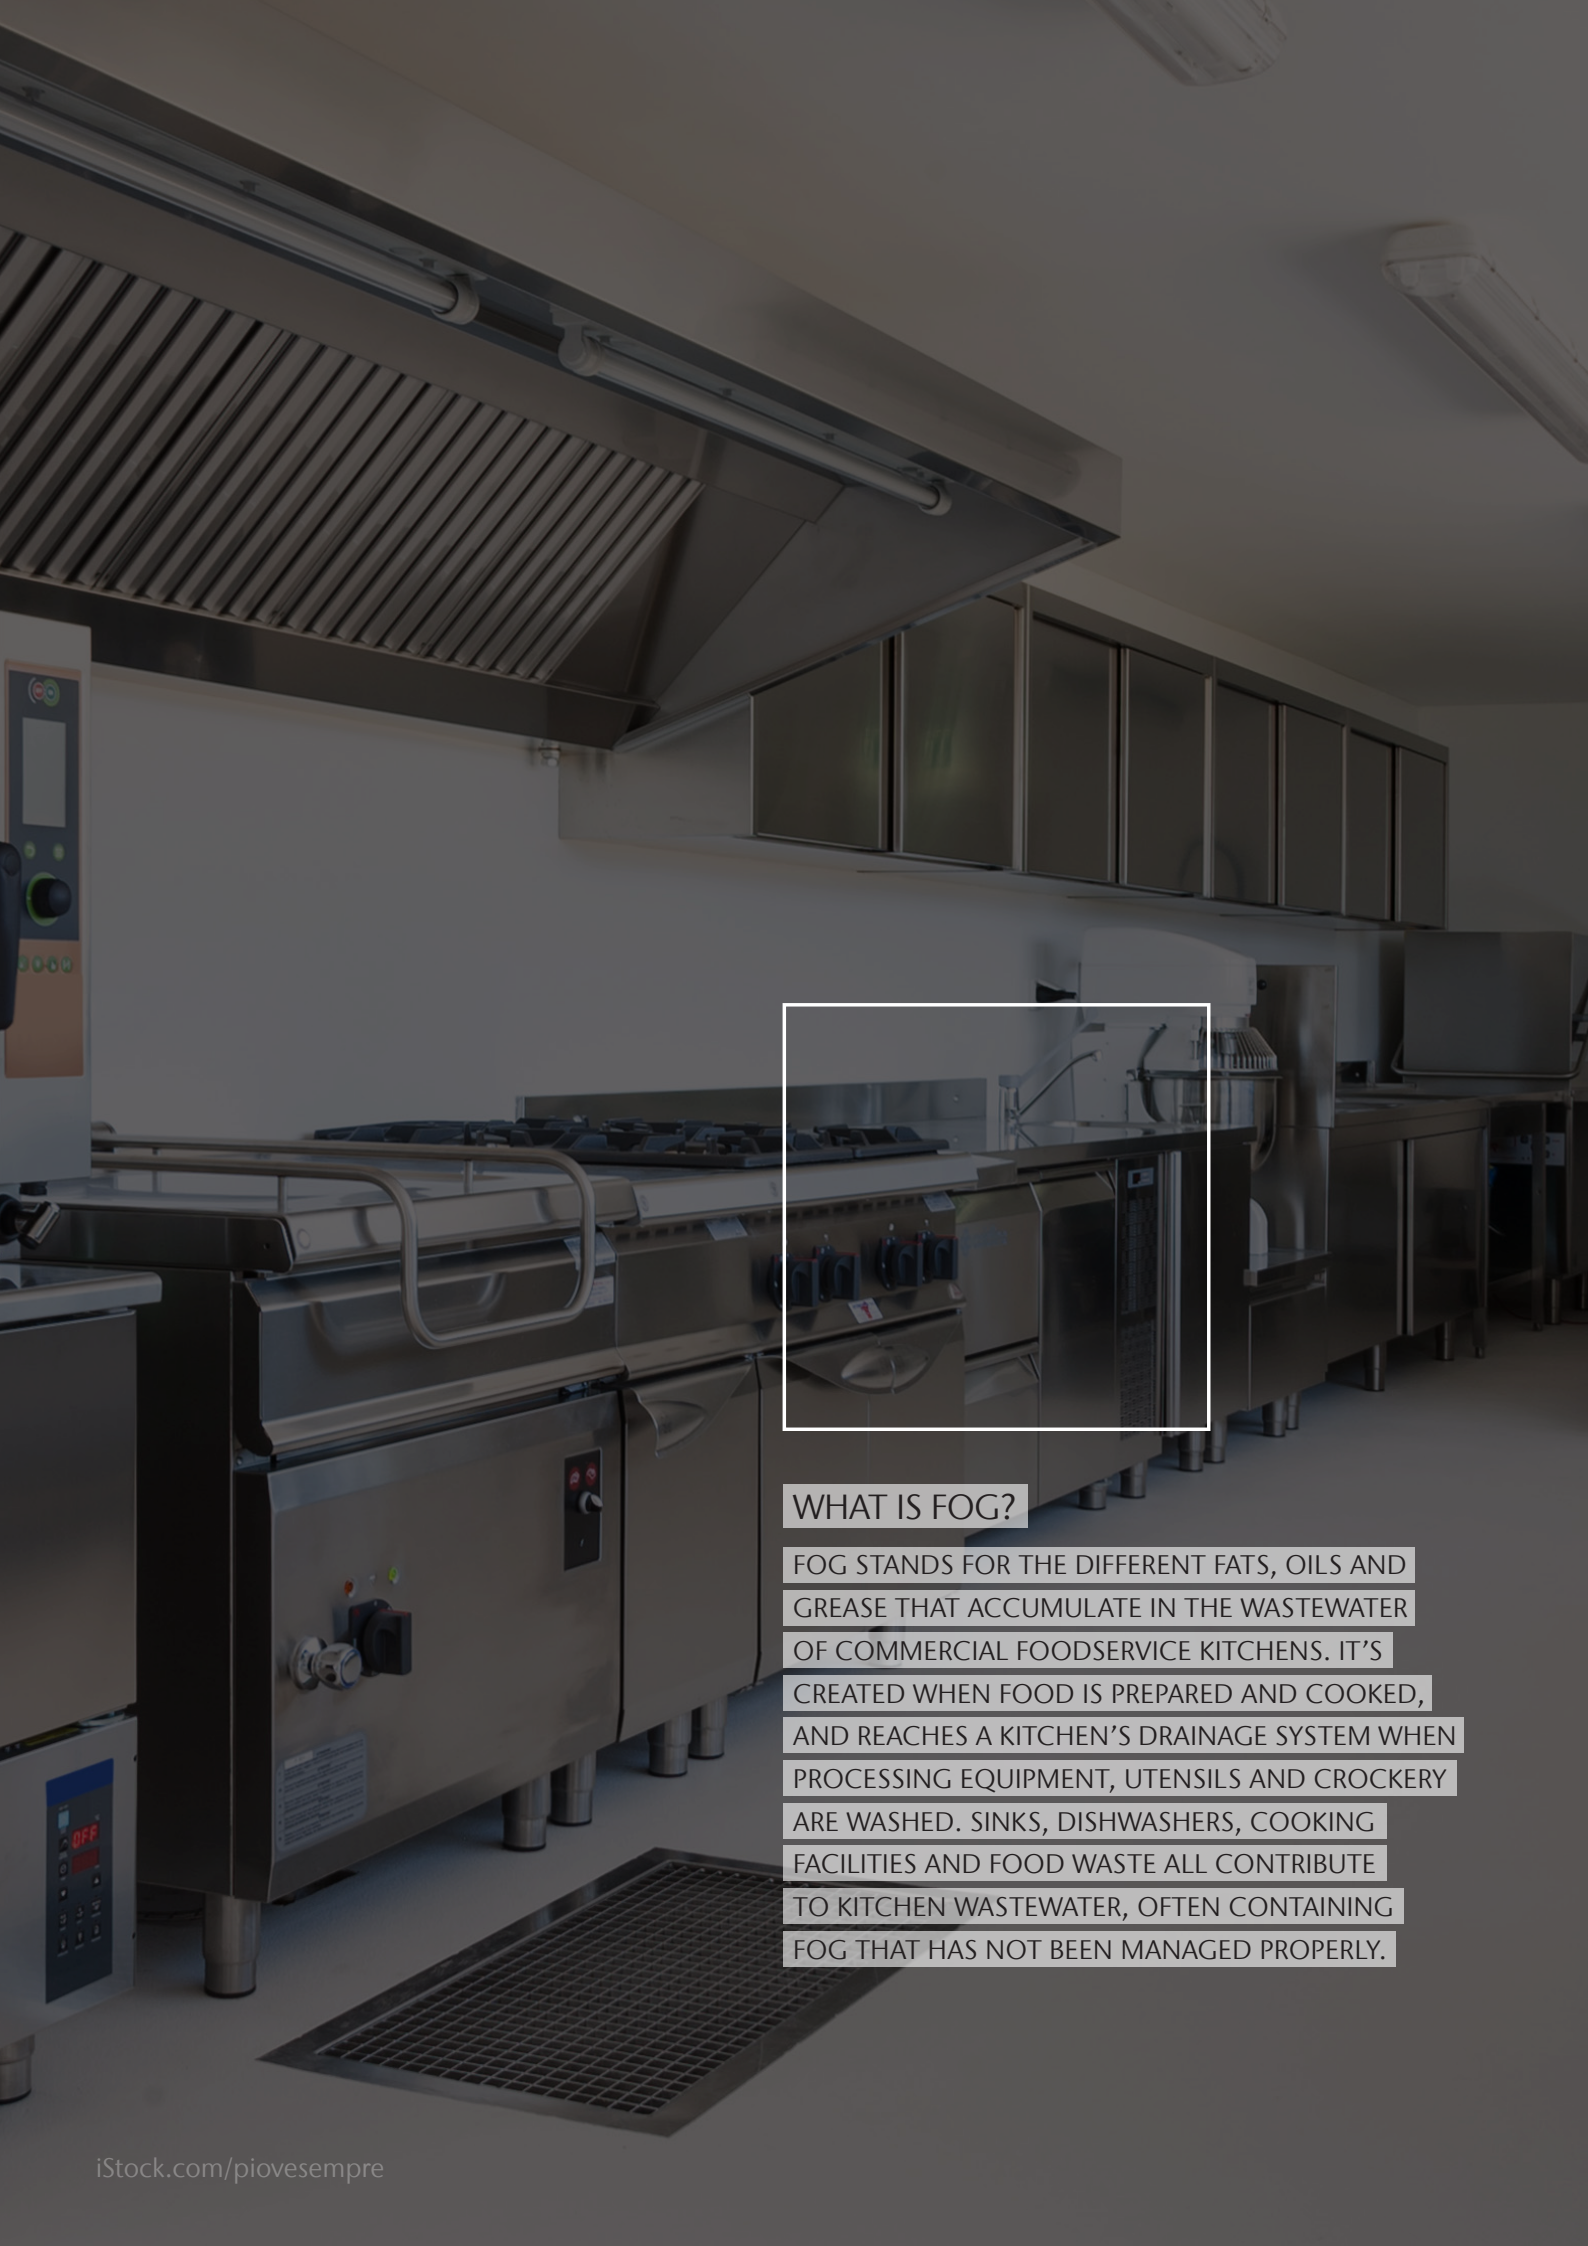 OFF
WHAT IS FOG?
FOG STANDS FOR THE DIFFERENT FATS, OILS AND
GREASE THAT ACCUMULATE IN THE WASTEWATER
OF COMMERCIAL FOODSERVICE KITCHENS. IT’S
CREATED WHEN FOOD IS PREPARED AND COOKED,
AND REACHES A KITCHEN’S DRAINAGE SYSTEM WHEN
PROCESSING EQUIPMENT, UTENSILS AND CROCKERY
ARE WASHED. SINKS, DISHWASHERS, COOKING
FACILITIES AND FOOD WASTE ALL CONTRIBUTE
TO KITCHEN WASTEWATER, OFTEN CONTAINING
FOG THAT HAS NOT BEEN MANAGED PROPERLY.
iStock.com/piovesempre